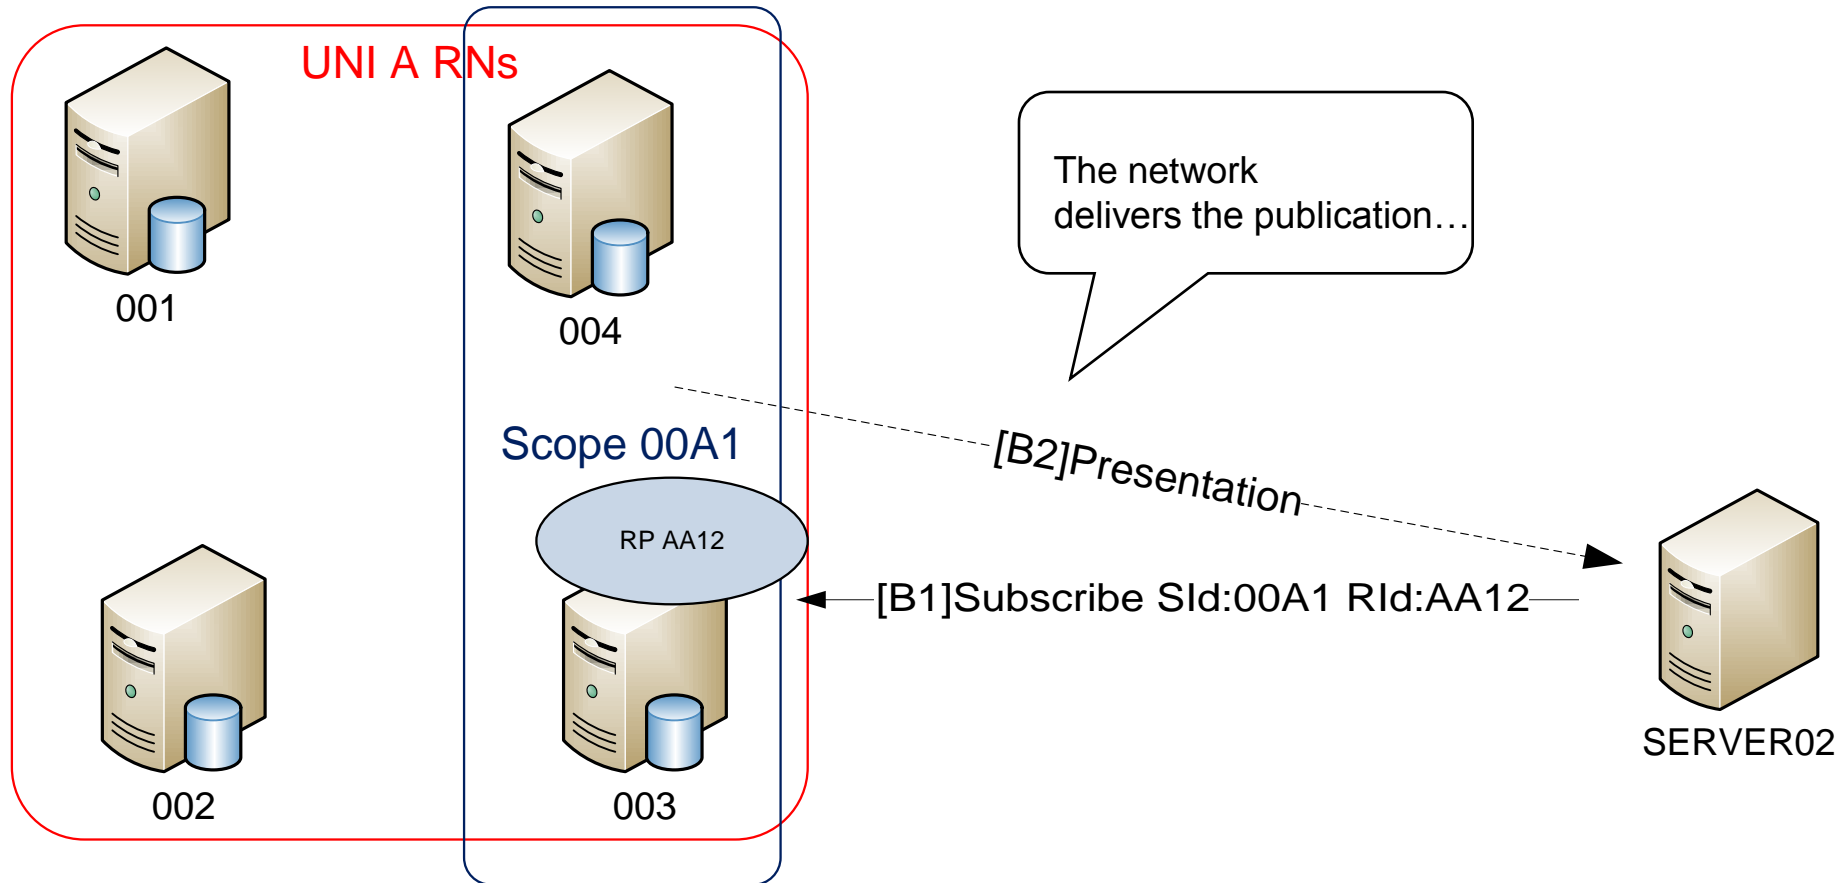 UNI A RNs
001
004
The network
delivers the publication…
Scope 00A1
[B2]Presentation
RP AA12
[B1]Subscribe SId:00A1 RId:AA12
SERVER02
002
003